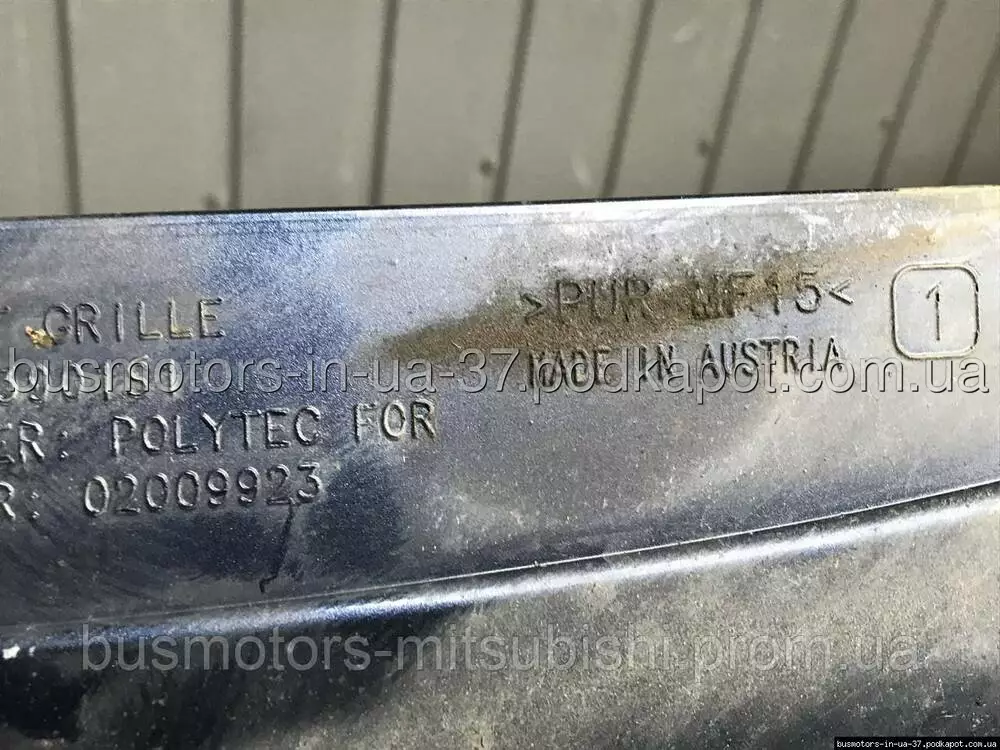 GRILLE
>PUR MF15<
1
busmotors-in-ua-37.podkapot.com.ua
MADE IN AUSTRIA
ER: POLYTEC FOR
R: 02009923
busmotors-mitsubishi.prom.ua
busmotors-in-ua-37.podkapot.com.ua